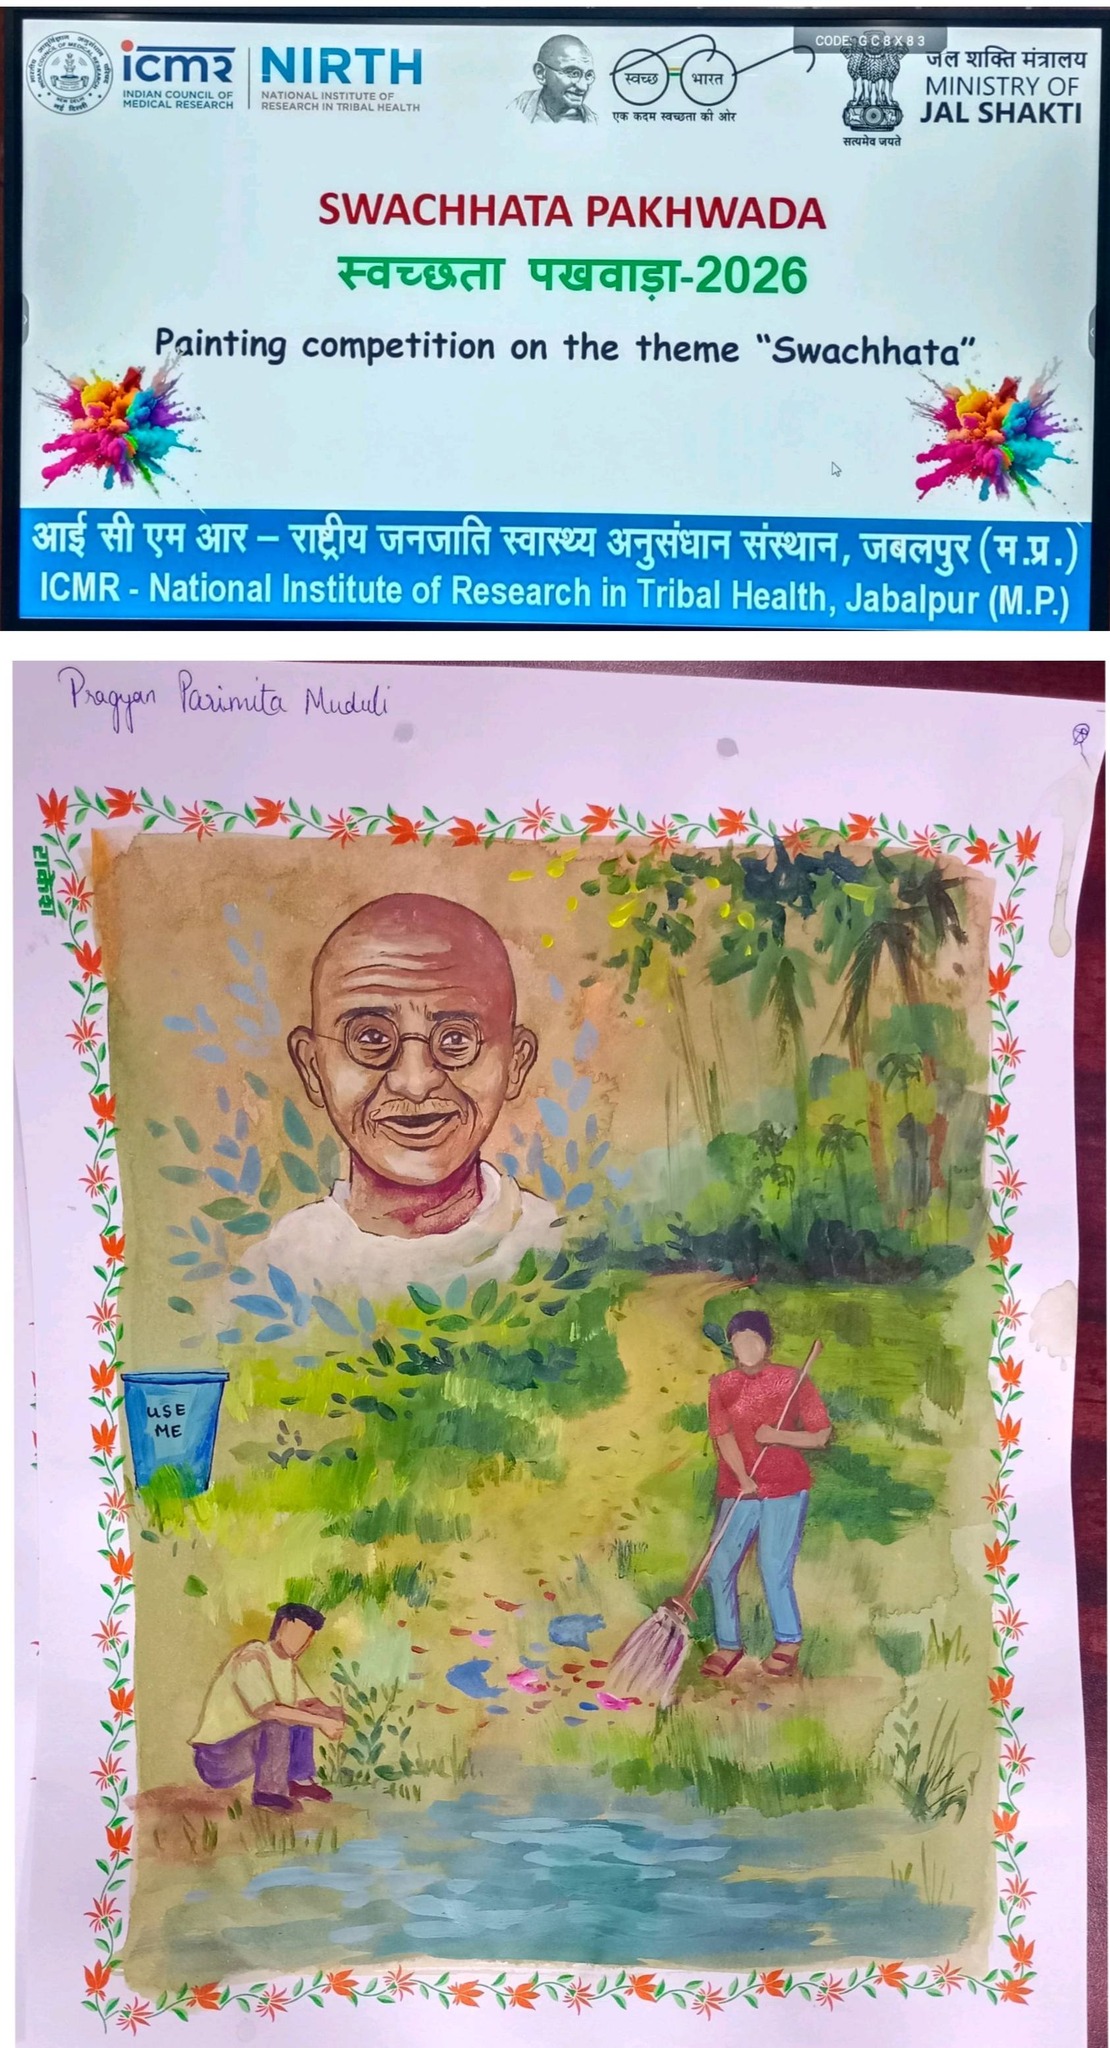 CODE: G C 8 X 8 3
icmr
INDIAN COUNCIL OF
MEDICAL RESEARCH
NIRTH
NATIONAL INSTITUTE OF
RESEARCH IN TRIBAL HEALTH
स्वच्छ भारत
एक कदम स्वच्छता की ओर
सत्यमेव जयते
जल शक्ति मंत्रालय
MINISTRY OF
JAL SHAKTI
SWACHHATA PAKHWADA
स्वच्छता पखवाड़ा-2026
Painting competition on the theme “Swachhata”
आई सी एम आर – राष्ट्रीय जनजाति स्वास्थ्य अनुसंधान संस्थान, जबलपुर (म.प्र.)
ICMR - National Institute of Research in Tribal Health, Jabalpur (M.P.)
Pragyan Parimita Muduli
राकेश
USE
ME